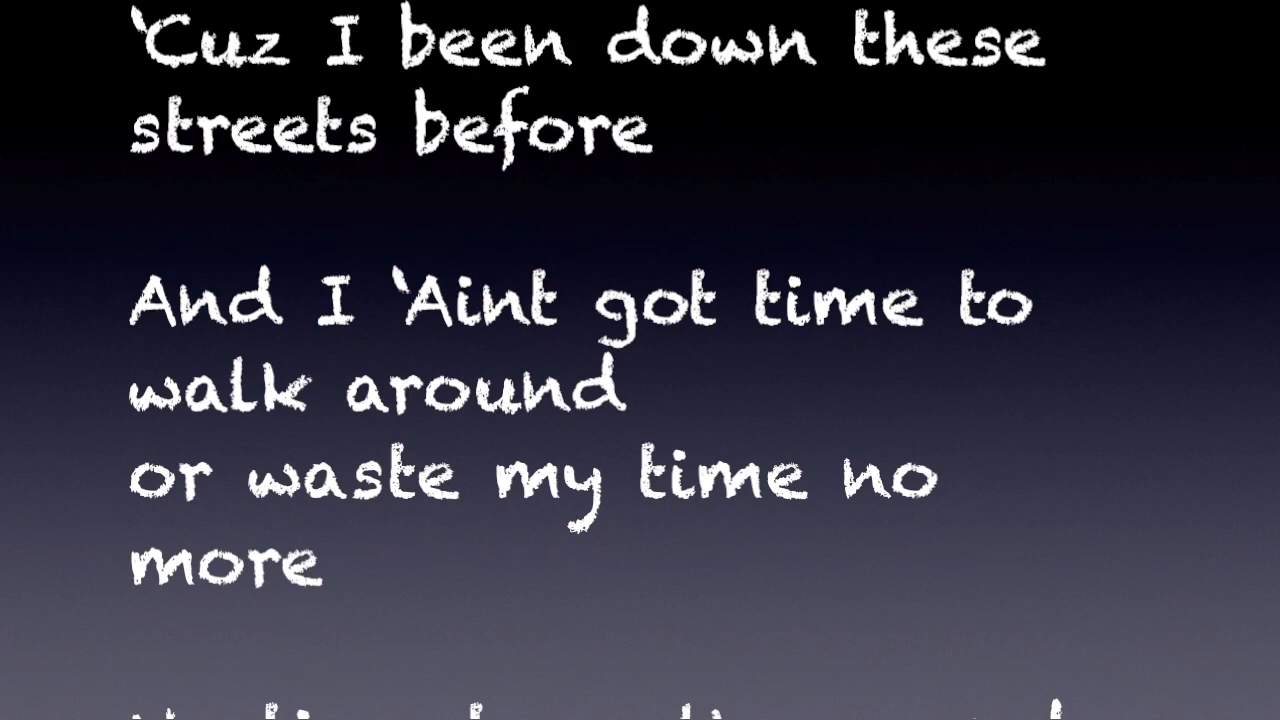 ‘Cuz I been down these
streets before
And I ‘Aint got time to
walk around
or waste my time no
more